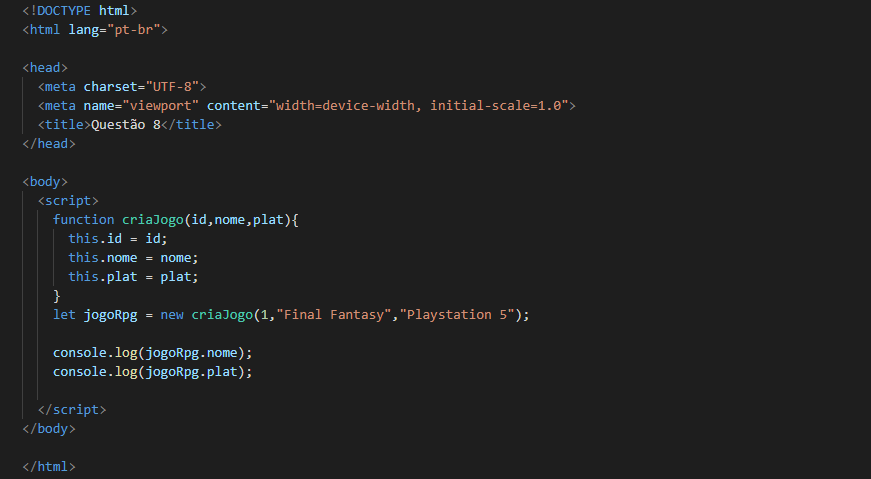 <!DOCTYPE html>
<html lang="pt-br">
<head>
<meta charset="UTF-8">
<meta name="viewport" content="width=device-width, initial-scale=1.0">
<title>Questão 8</title>
</head>
<body>
<script>
function criaJogo(id,nome,plat){
this.id = id;
this.nome = nome;
this.plat = plat;
}
let jogoRpg = new criaJogo(1,"Final Fantasy","Playstation 5");
console.log(jogoRpg.nome);
console.log(jogoRpg.plat);
</script>
</body>
</html>